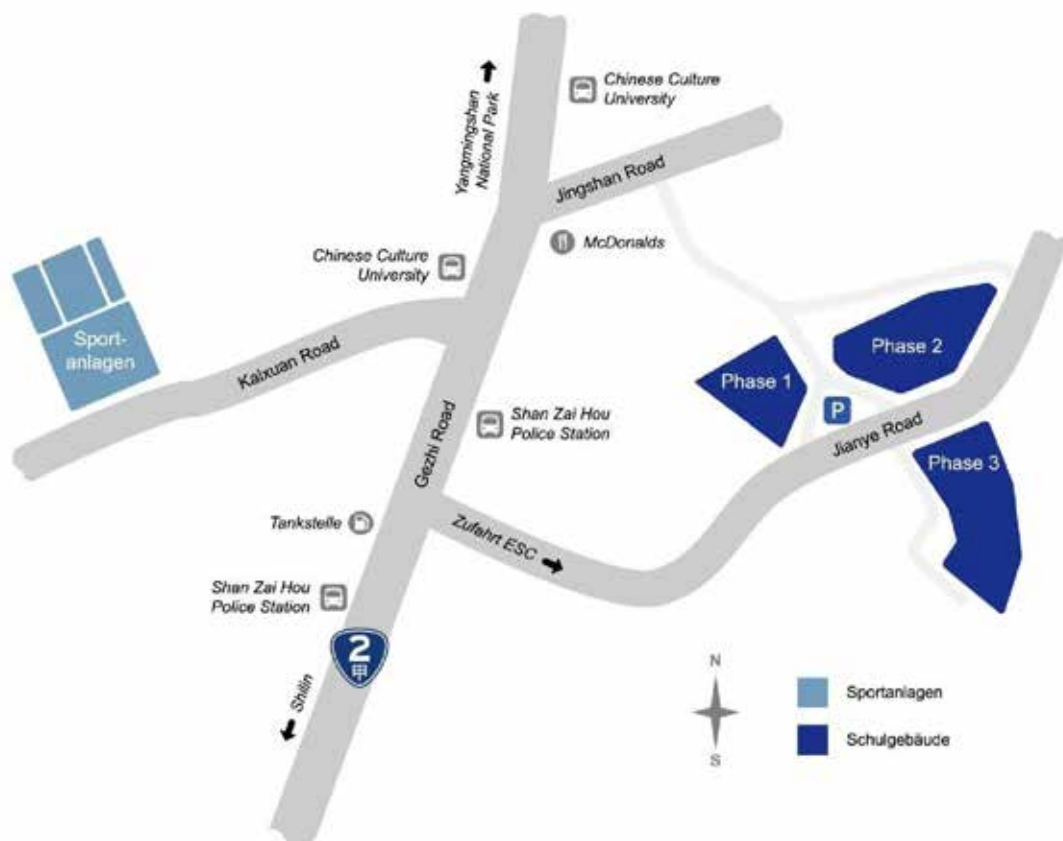 Chinese Culture
University
Yangmingshan
National Park
Jingshan Road
McDonalds
Chinese Culture
University
Sport-
anlagen
Kaixuan Road
Phase 2
Phase 1
P
Shan Zai Hou
Police Station
Jianye Road
Gezhi Road
Phase 3
Tankstelle
Zufahrt ESC
Shan Zai Hou
Police Station
2
甲
Shilin
N
S
Sportanlagen
Schulgebäude